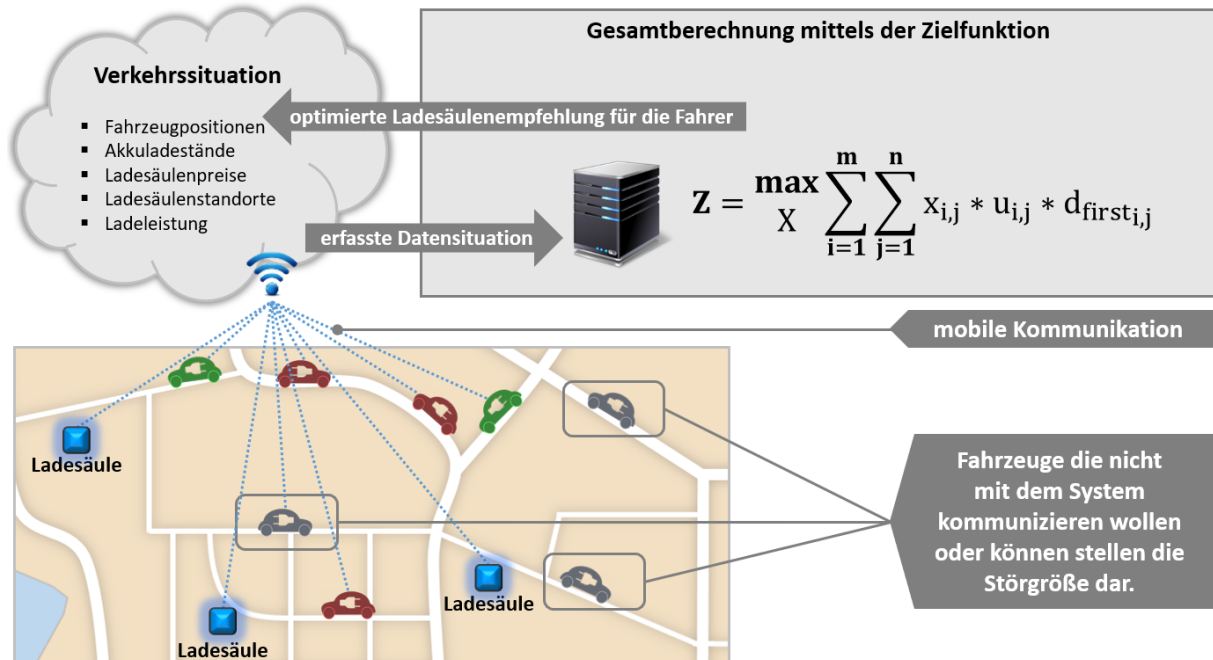 Gesamtberechnung mittels der Zielfunktion
Verkehrssituation
▪ Fahrzeugpositionen
▪ Akkuladestände
▪ Ladesäulenpreise
▪ Ladesäulenstandorte
▪ Ladeleistung
optimierte Ladesäulenempfehlung für die Fahrer
erfasste Datensituation
Z = max X ∑ i=1 m ∑ j=1 n x i,j * u i,j * d first i,j
mobile Kommunikation
Ladesäule
Ladesäule
Ladesäule
Fahrzeuge die nicht
mit dem System
kommunizieren wollen
oder können stellen die
Störgröße dar.